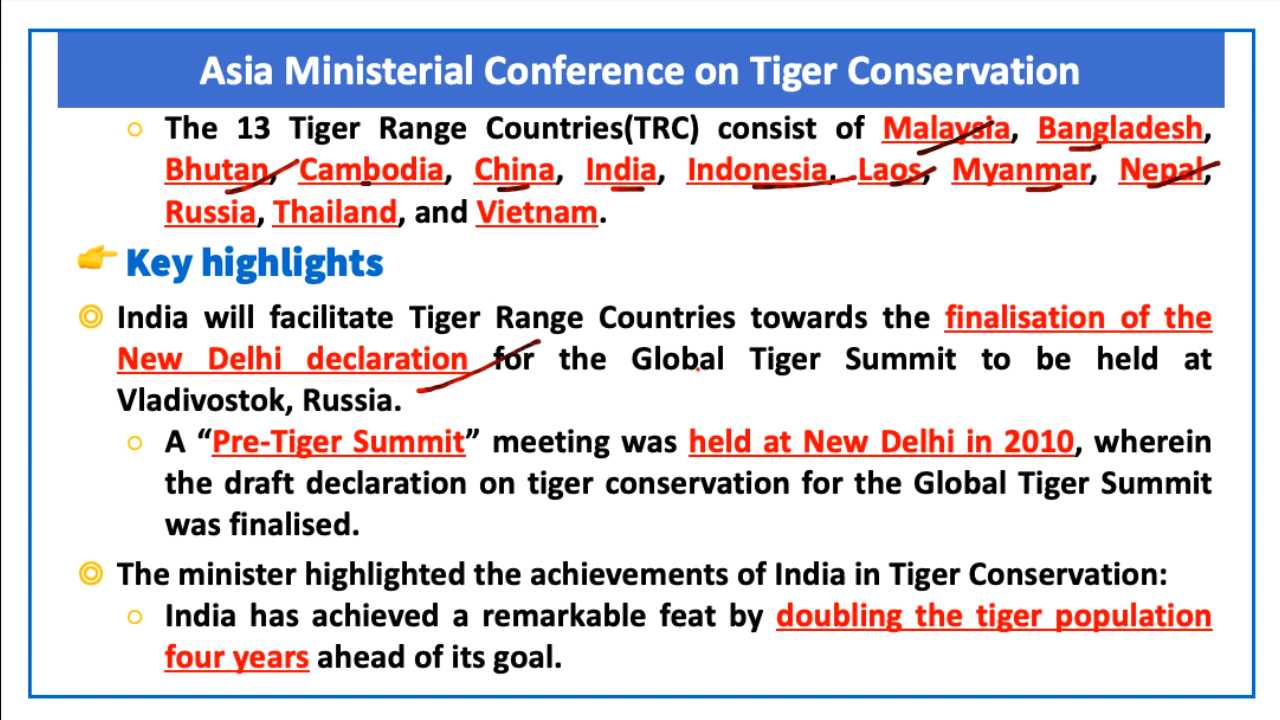 Asia Ministerial Conference on Tiger Conservation
The 13 Tiger Range Countries(TRC) consist of Malaysia, Bangladesh,
Bhutan, Cambodia, China, India, Indonesia, Laos, Myanmar, Nepal,
Russia, Thailand, and Vietnam.
Key highlights
India will facilitate Tiger Range Countries towards the finalisation of the
New Delhi declaration for the Global Tiger Summit to be held at
Vladivostok, Russia.
A “Pre-Tiger Summit” meeting was held at New Delhi in 2010, wherein
the draft declaration on tiger conservation for the Global Tiger Summit
was finalised.
The minister highlighted the achievements of India in Tiger Conservation:
India has achieved a remarkable feat by doubling the tiger population
four years ahead of its goal.